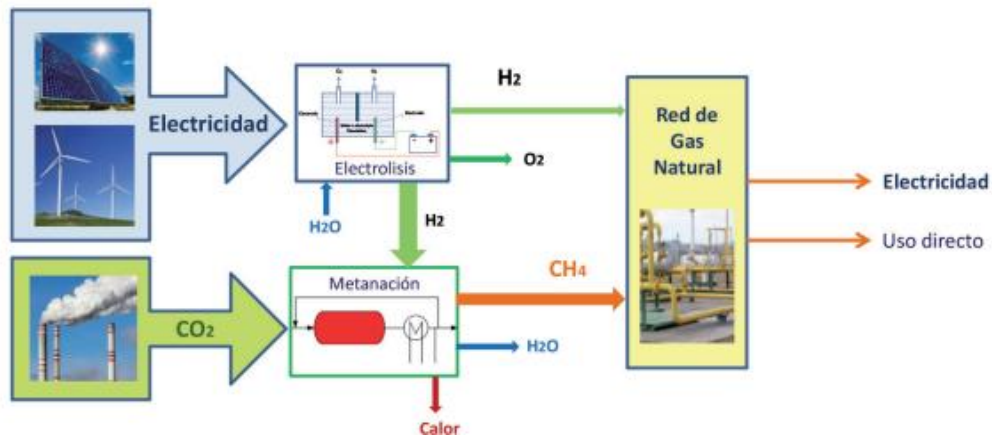 Electricidad
H2
O2
Electrolisis
H2O
H2
Red de
Gas
Natural
Electricidad
Uso directo
CO2
Metanación
M
CH4
H2O
Calor